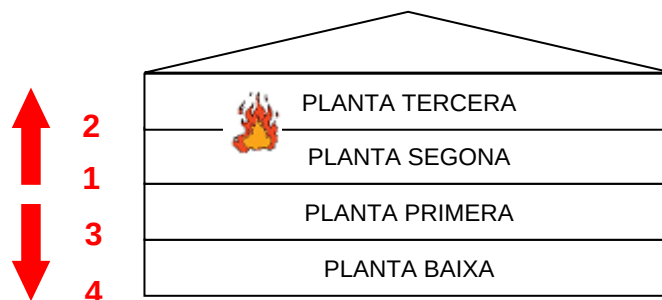 PLANTA TERCERA
2
PLANTA SEGONA
1
PLANTA PRIMERA
3
PLANTA BAIXA
4